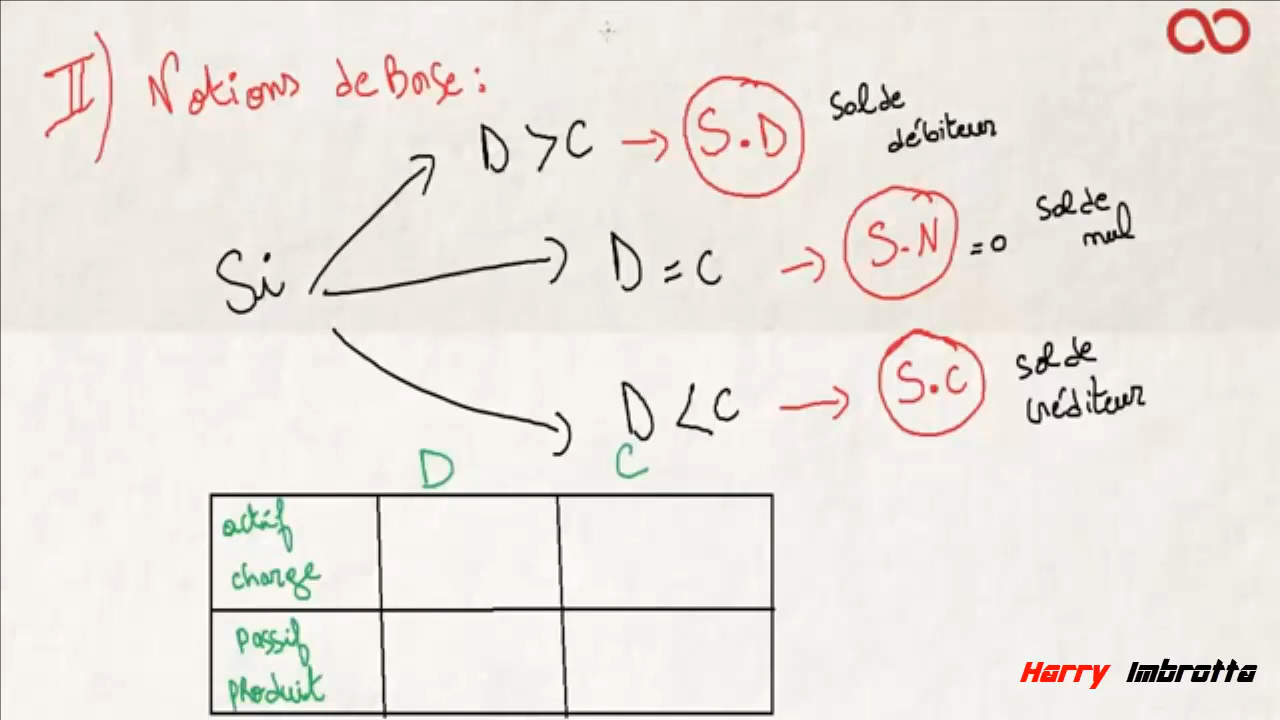 II) Notions de Base :
D > C → S.D solde débiteur
Si
D = C → S.N = 0 solde nul
D < C → S.C solde créditeur
D C
actif
charge
passif
produit
Harry Imbrotta